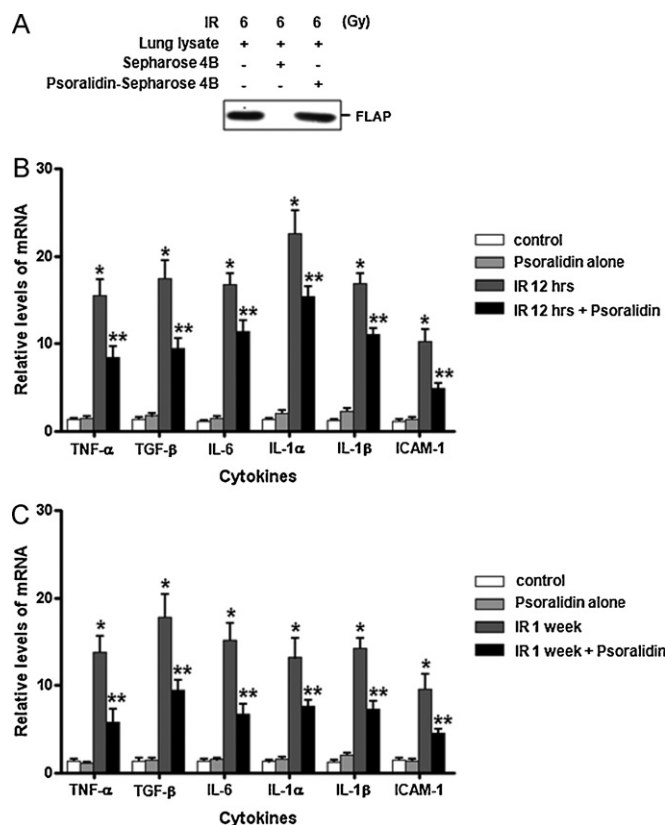 A
IR 6 6 6 (Gy)
Lung lysate + + +
Sepharose 4B - + -
Psoralidin-Sepharose 4B - - +
FLAP
B
30
20
10
0
Relative levels of mRNA
* ** * ** * ** * ** * ** * **
TNF-α TGF-β IL-6 IL-1α IL-1β ICAM-1
Cytokines
control
Psoralidin alone
IR 12 hrs
IR 12 hrs + Psoralidin
C
30
20
10
0
Relative levels of mRNA
* ** * ** * ** * ** * ** * **
TNF-α TGF-β IL-6 IL-1α IL-1β ICAM-1
Cytokines
control
Psoralidin alone
IR 1 week
IR 1 week + Psoralidin